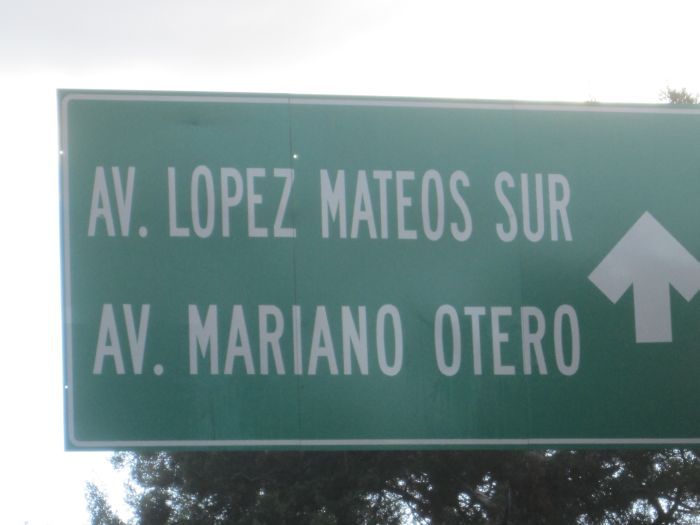 AV. LOPEZ MATEOS SUR
AV. MARIANO OTERO